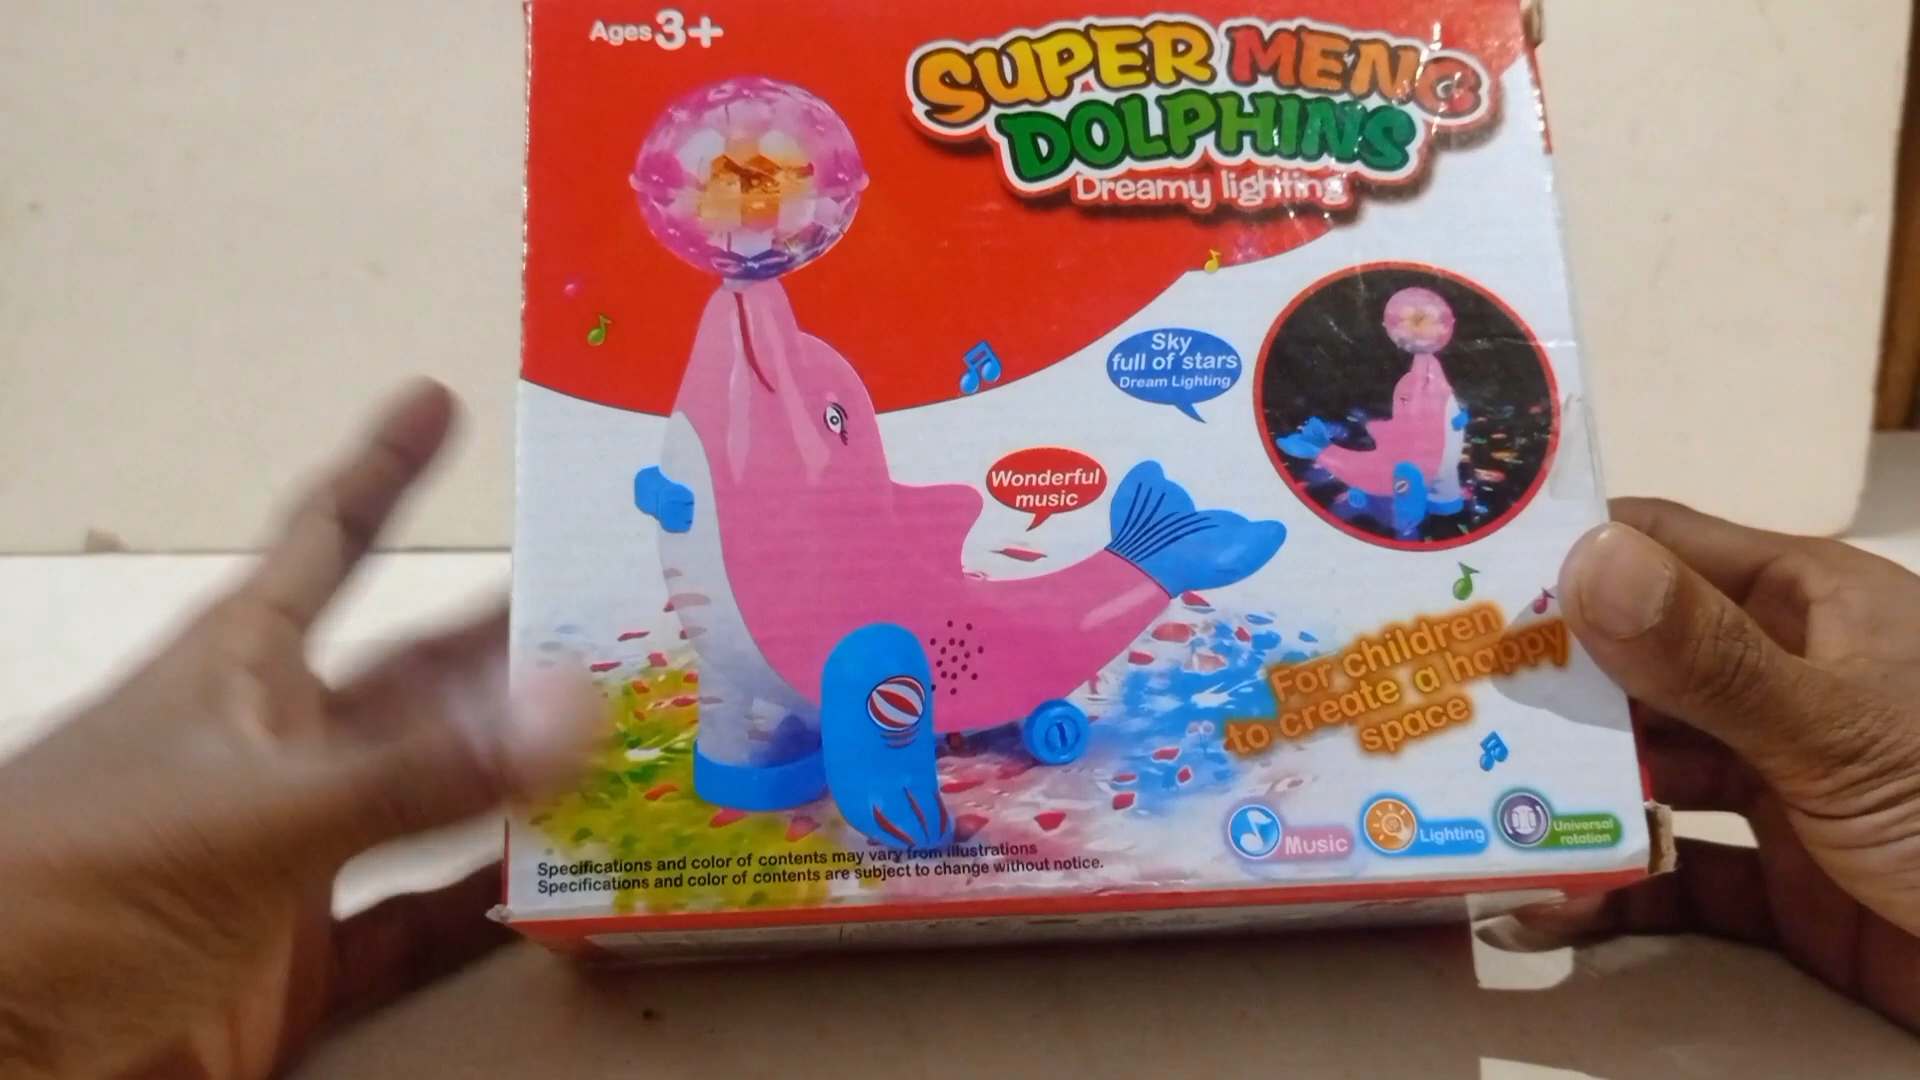 Ages 3+
SUPER MENG
DOLPHINS
Dreamy lighting
Sky
full of stars
Dream Lighting
Wonderful
music
For children
to create a happy
space
Music
Lighting
Universal
rotation
Specifications and color of contents may vary from illustrations
Specifications and color of contents are subject to change without notice.